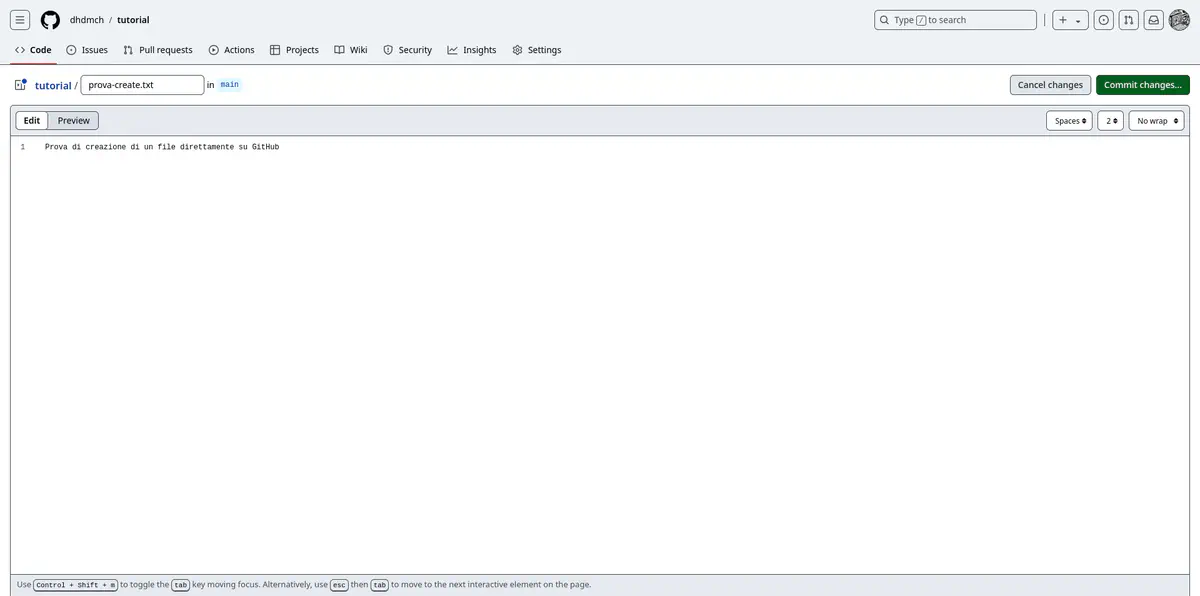 dhdmch / tutorial
Type / to search
Code Issues Pull requests Actions Projects Wiki Security Insights Settings
tutorial / prova-create.txt in main
Cancel changes Commit changes...
Edit Preview
Spaces 2 No wrap
1 Prova di creazione di un file direttamente su GitHub
Use Control + Shift + m to toggle the tab key moving focus. Alternatively, use esc then tab to move to the next interactive element on the page.